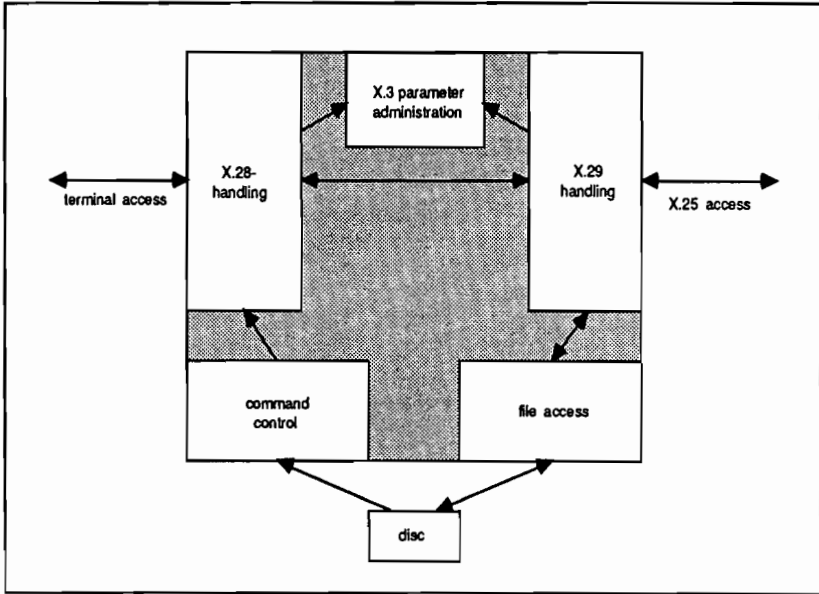 X.3 parameter
administration
X.28-
handling
X.29
handling
terminal access
X.25 access
command
control
file access
disc